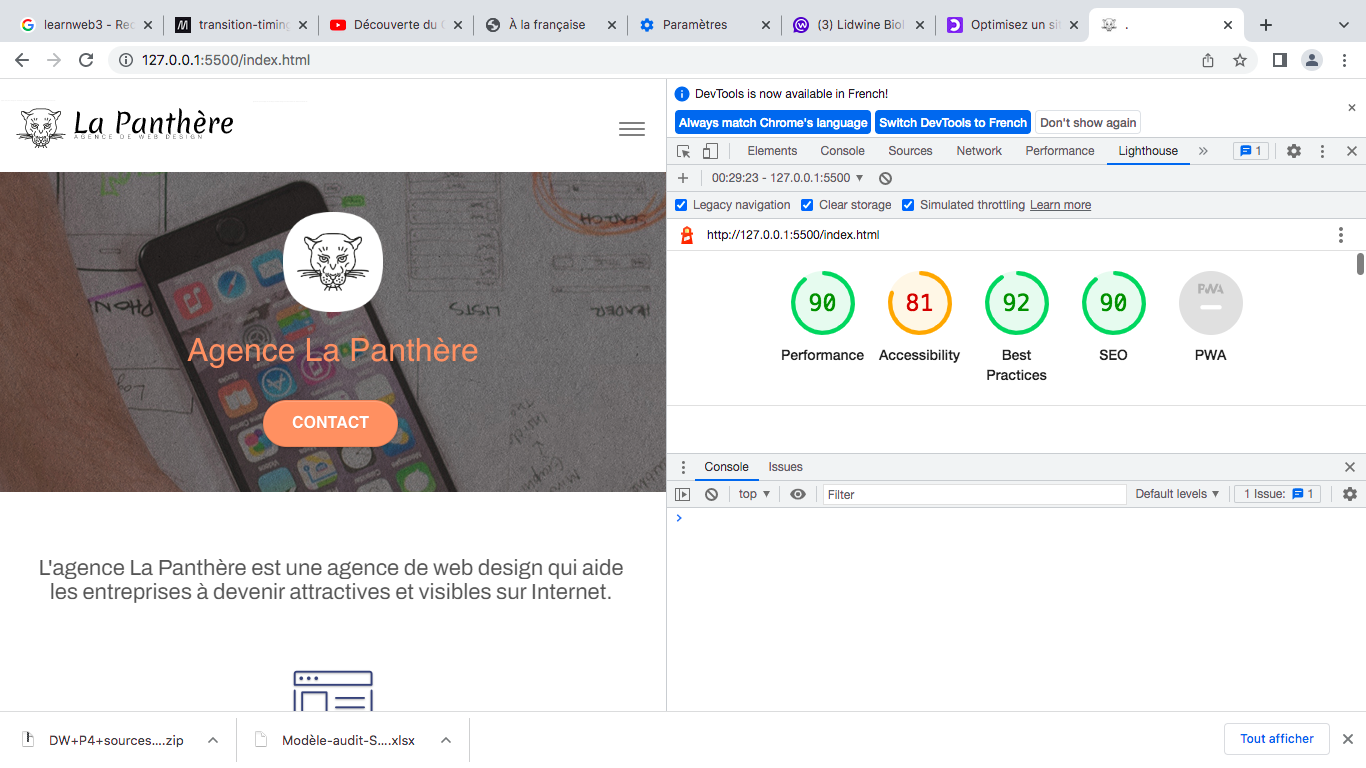 learnweb3 - Rec
transition-timing
Découverte du C
À la française
Paramètres
(3) Lidwine Biol
Optimisez un sit
.
127.0.0.1:5500/index.html
La Panthère
AGENCE DE WEB DESIGN
SEARCH
PHON
LISTS
HEADER
Agence La Panthère
CONTACT
L'agence La Panthère est une agence de web design qui aide
les entreprises à devenir attractives et visibles sur Internet.
DevTools is now available in French!
Always match Chrome's language Switch DevTools to French Don't show again
Elements Console Sources Network Performance Lighthouse » 1
00:29:23 - 127.0.0.1:5500
Legacy navigation Clear storage Simulated throttling Learn more
http://127.0.0.1:5500/index.html
90 81 92 90 PWA
Performance Accessibility Best SEO PWA
Practices
Console Issues
top Filter Default levels 1 Issue: 1
DW+P4+sources....zip Modèle-audit-S....xlsx Tout afficher